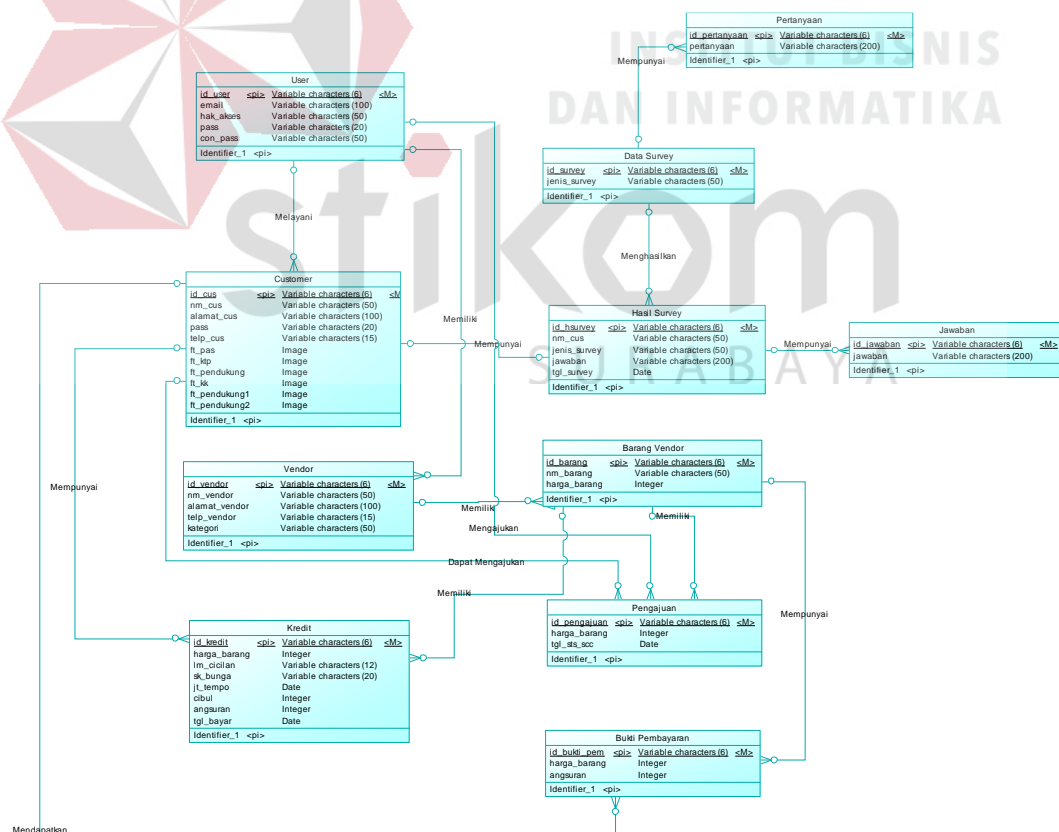 INSTITUT BISNIS
DAN INFORMATIKA
stikom
SURABAYA
Pertanyaan
id_pertanyaan <pi> Variable characters (6) <M>
pertanyaan Variable characters (200)
Identifier_1 <pi>
Mempunyai
User
id_user <pi> Variable characters (6) <M>
email Variable characters (100)
hak_akses Variable characters (50)
pass Variable characters (20)
con_pass Variable characters (50)
Identifier_1 <pi>
Data Survey
id_survey <pi> Variable characters (6) <M>
jenis_survey Variable characters (50)
Identifier_1 <pi>
Melayani
Menghasilkan
Customer
id_cus <pi> Variable characters (6) <M
nm_cus Variable characters (50)
alamat_cus Variable characters (100)
pass Variable characters (20)
telp_cus Variable characters (15)
ft_pas Image
ft_ktp Image
ft_pendukung Image
ft_kk Image
ft_pendukung1 Image
ft_pendukung2 Image
Identifier_1 <pi>
Memiliki
Mempunyai
Hasil Survey
id_hsurvey <pi> Variable characters (6) <M>
nm_cus Variable characters (50)
jenis_survey Variable characters (50)
jawaban Variable characters (200)
tgl_survey Date
Identifier_1 <pi>
Mempunyai
Jawaban
id_jawaban <pi> Variable characters (6) <M>
jawaban Variable characters (200)
Identifier_1 <pi>
Vendor
id_vendor <pi> Variable characters (6) <M>
nm_vendor Variable characters (50)
alamat_vendor Variable characters (100)
telp_vendor Variable characters (15)
kategori Variable characters (50)
Identifier_1 <pi>
Barang Vendor
id_barang <pi> Variable characters (6) <M>
nm_barang Variable characters (50)
harga_barang Integer
Identifier_1 <pi>
Mempunyai
Memiliki
Mengajukan
Memiliki
Dapat Mengajukan
Memiliki
Mempunyai
Pengajuan
id_pengajuan <pi> Variable characters (6) <M>
harga_barang Integer
tgl_sts_scc Date
Identifier_1 <pi>
Kredit
id_kredit <pi> Variable characters (6) <M>
harga_barang Integer
lm_cicilan Variable characters (12)
sk_bunga Variable characters (20)
jt_tempo Date
cibul Integer
angsuran Integer
tgl_bayar Date
Identifier_1 <pi>
Bukti Pembayaran
id_bukti_pem <pi> Variable characters (6) <M>
harga_barang Integer
angsuran Integer
Identifier_1 <pi>
Mendapatkan